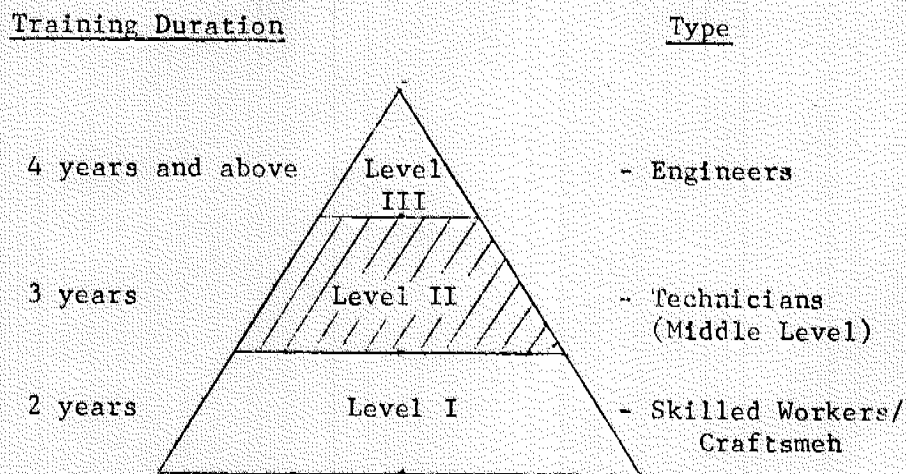 Training Duration Type
4 years and above Level III - Engineers
3 years Level II - Technicians
(Middle Level)
2 years Level I - Skilled Workers/
Craftsmeh